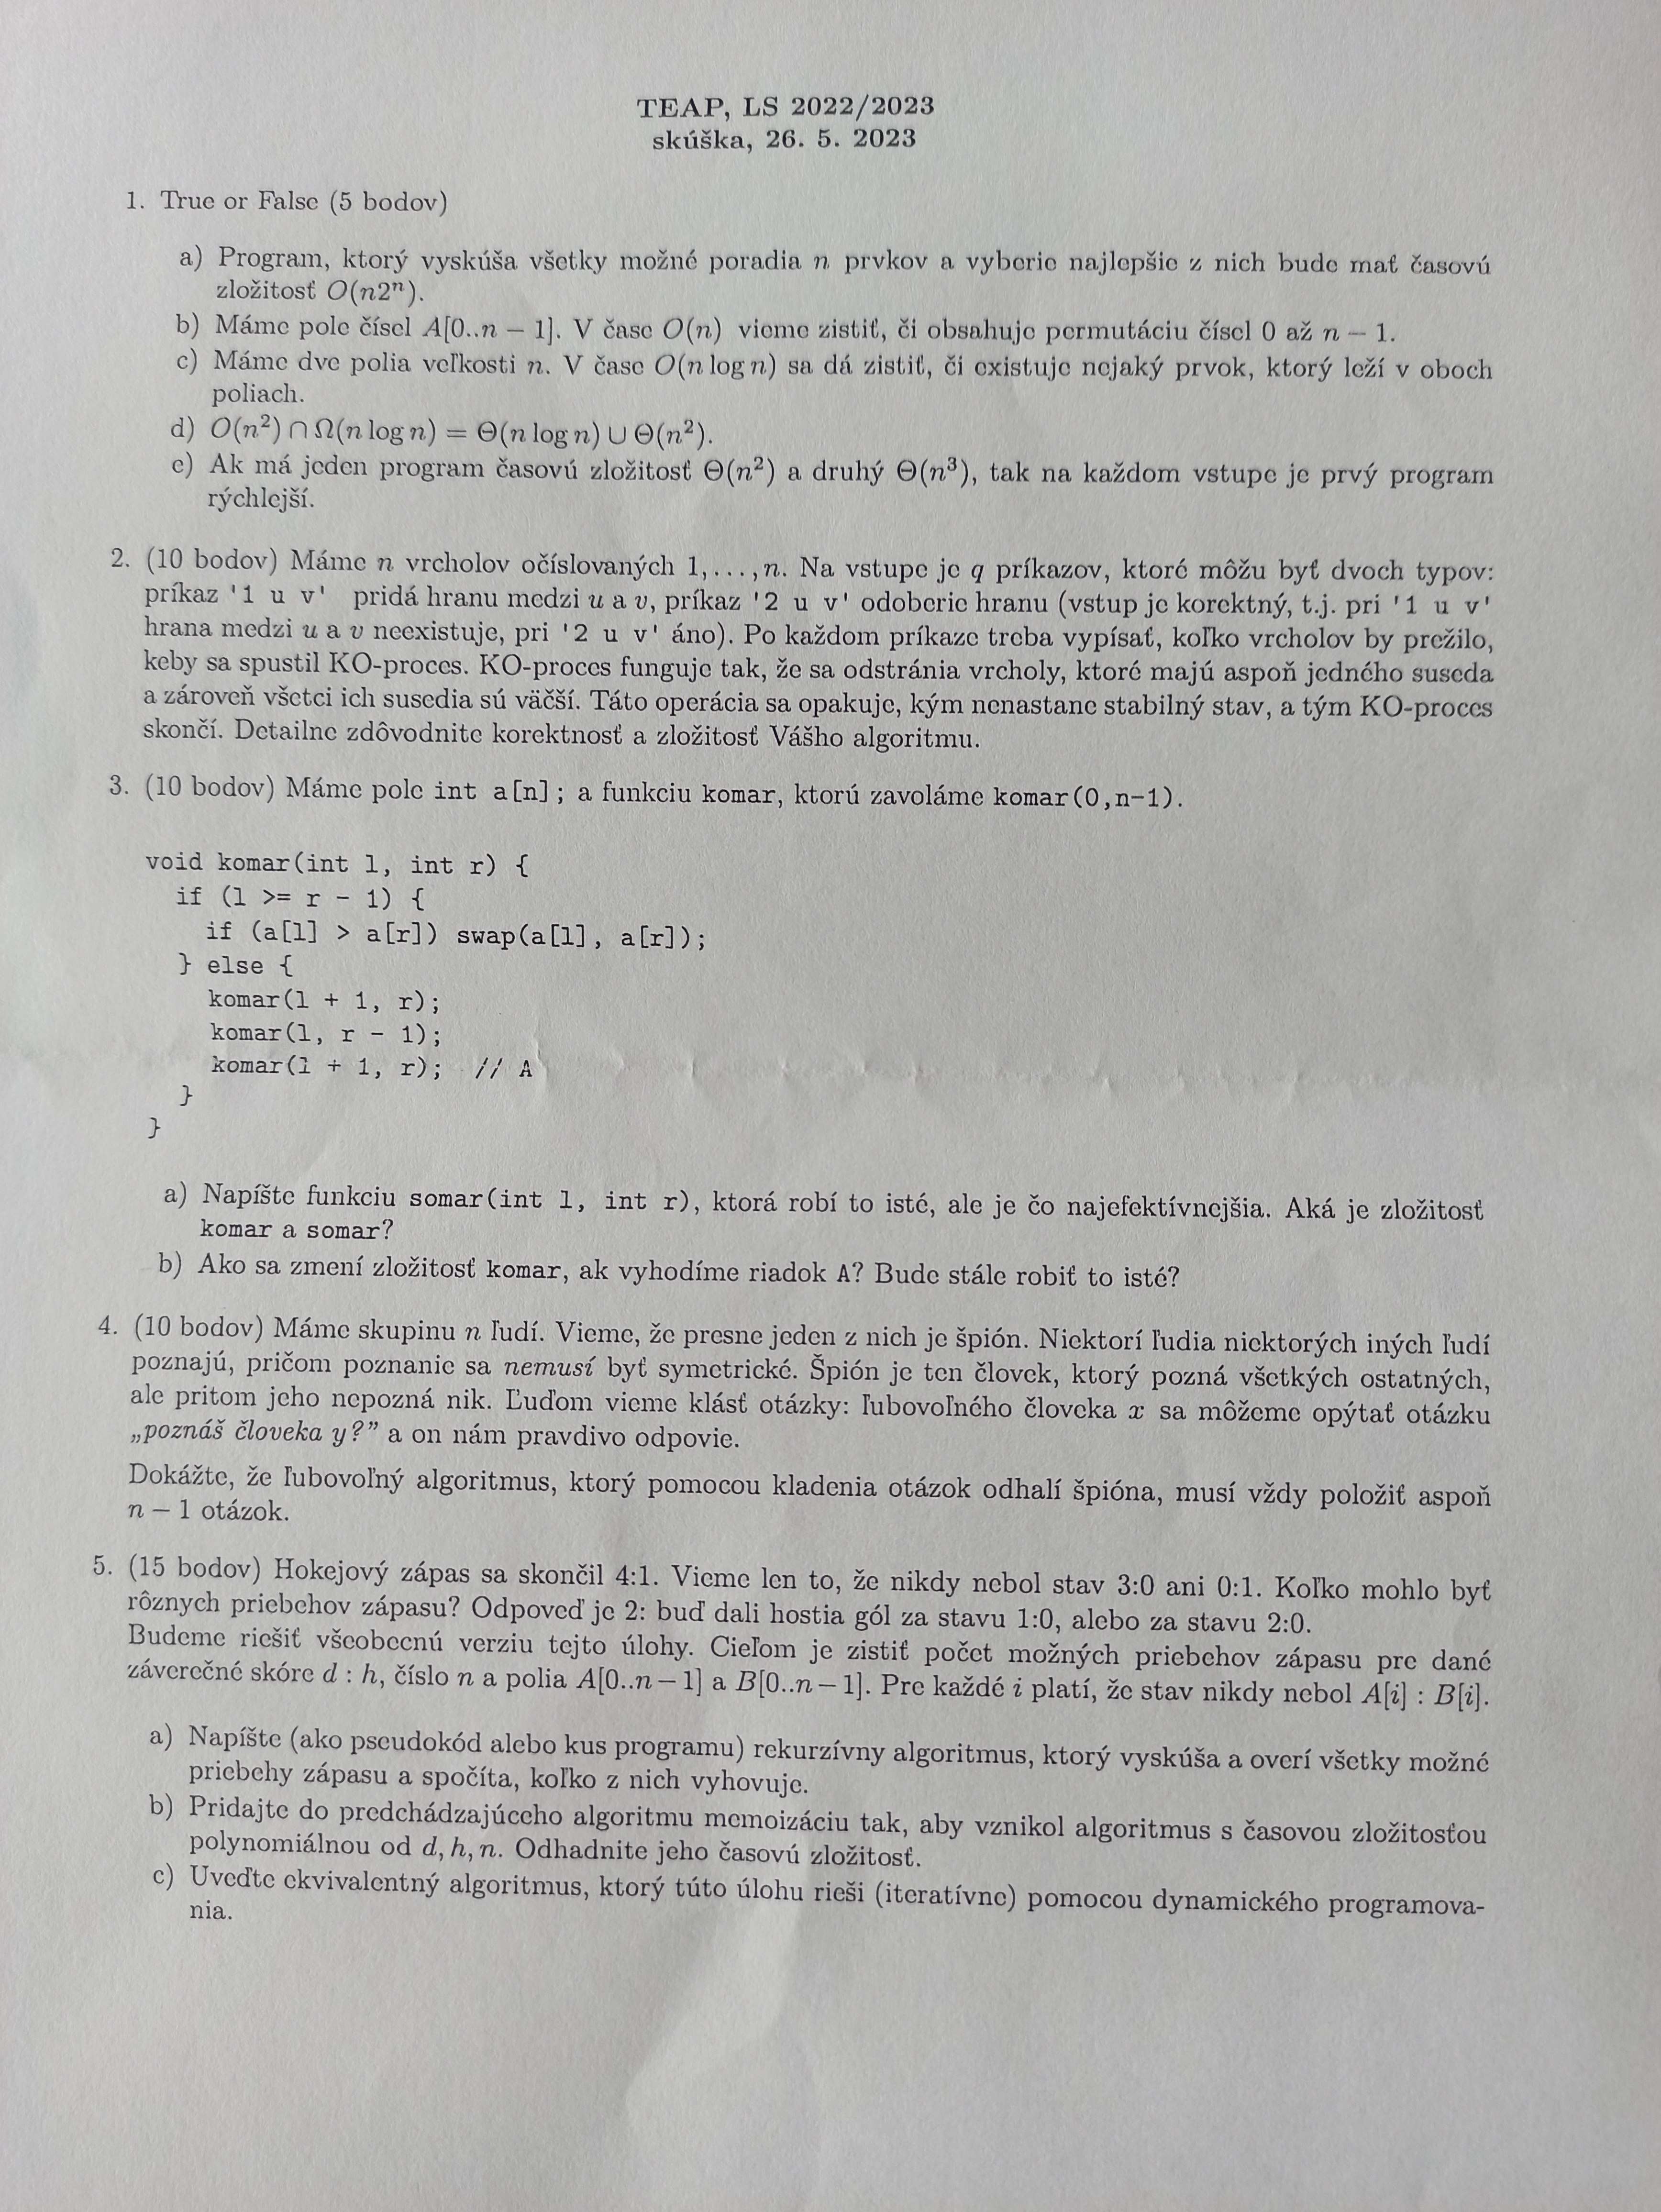 TEAP, LS 2022/2023
skúška, 26. 5. 2023
1. True or False (5 bodov)
a) Program, ktorý vyskúša všetky možné poradia n prvkov a vyberie najlepšie z nich bude mať časovú
zložitosť O(n2ⁿ).
b) Máme pole čísel A[0..n − 1]. V čase O(n) vieme zistiť, či obsahuje permutáciu čísel 0 až n − 1.
c) Máme dve polia veľkosti n. V čase O(n log n) sa dá zistiť, či existuje nejaký prvok, ktorý leží v oboch
poliach.
d) O(n²) ∩ Ω(n log n) = Θ(n log n) ∪ Θ(n²).
e) Ak má jeden program časovú zložitosť Θ(n²) a druhý Θ(n³), tak na každom vstupe je prvý program
rýchlejší.
2. (10 bodov) Máme n vrcholov očíslovaných 1, . . . , n. Na vstupe je q príkazov, ktoré môžu byť dvoch typov:
príkaz '1 u v' pridá hranu medzi u a v, príkaz '2 u v' odoberie hranu (vstup je korektný, t.j. pri '1 u v'
hrana medzi u a v neexistuje, pri '2 u v' áno). Po každom príkaze treba vypísať, koľko vrcholov by prežilo,
keby sa spustil KO-proces. KO-proces funguje tak, že sa odstránia vrcholy, ktoré majú aspoň jedného suseda
a zároveň všetci ich susedia sú väčší. Táto operácia sa opakuje, kým nenastane stabilný stav, a tým KO-proces
skončí. Detailne zdôvodnite korektnosť a zložitosť Vášho algoritmu.
3. (10 bodov) Máme pole int a[n]; a funkciu komar, ktorú zavoláme komar(0,n-1).
void komar(int l, int r) {
if (l >= r - 1) {
if (a[l] > a[r]) swap(a[l], a[r]);
} else {
komar(l + 1, r);
komar(l, r - 1);
komar(l + 1, r); // A
}
}
a) Napíšte funkciu somar(int l, int r), ktorá robí to isté, ale je čo najefektívnejšia. Aká je zložitosť
komar a somar?
b) Ako sa zmení zložitosť komar, ak vyhodíme riadok A? Bude stále robiť to isté?
4. (10 bodov) Máme skupinu n ľudí. Vieme, že presne jeden z nich je špión. Niektorí ľudia niektorých iných ľudí
poznajú, pričom poznanie sa nemusí byť symetrické. Špión je ten človek, ktorý pozná všetkých ostatných,
ale pritom jeho nepozná nik. Ľuďom vieme klásť otázky: ľubovoľného človeka x sa môžeme opýtať otázku
„poznáš človeka y?” a on nám pravdivo odpovie.
Dokážte, že ľubovoľný algoritmus, ktorý pomocou kladenia otázok odhalí špióna, musí vždy položiť aspoň
n − 1 otázok.
5. (15 bodov) Hokejový zápas sa skončil 4:1. Vieme len to, že nikdy nebol stav 3:0 ani 0:1. Koľko mohlo byť
rôznych priebehov zápasu? Odpoveď je 2: buď dali hostia gól za stavu 1:0, alebo za stavu 2:0.
Budeme riešiť všeobecnú verziu tejto úlohy. Cieľom je zistiť počet možných priebehov zápasu pre dané
záverečné skóre d : h, číslo n a polia A[0..n − 1] a B[0..n − 1]. Pre každé i platí, že stav nikdy nebol A[i] : B[i].
a) Napíšte (ako pseudokód alebo kus programu) rekurzívny algoritmus, ktorý vyskúša a overí všetky možné
priebehy zápasu a spočíta, koľko z nich vyhovuje.
b) Pridajte do predchádzajúceho algoritmu memoizáciu tak, aby vznikol algoritmus s časovou zložitosťou
polynomiálnou od d, h, n. Odhadnite jeho časovú zložitosť.
c) Uveďte ekvivalentný algoritmus, ktorý túto úlohu rieši (iteratívne) pomocou dynamického programova-
nia.